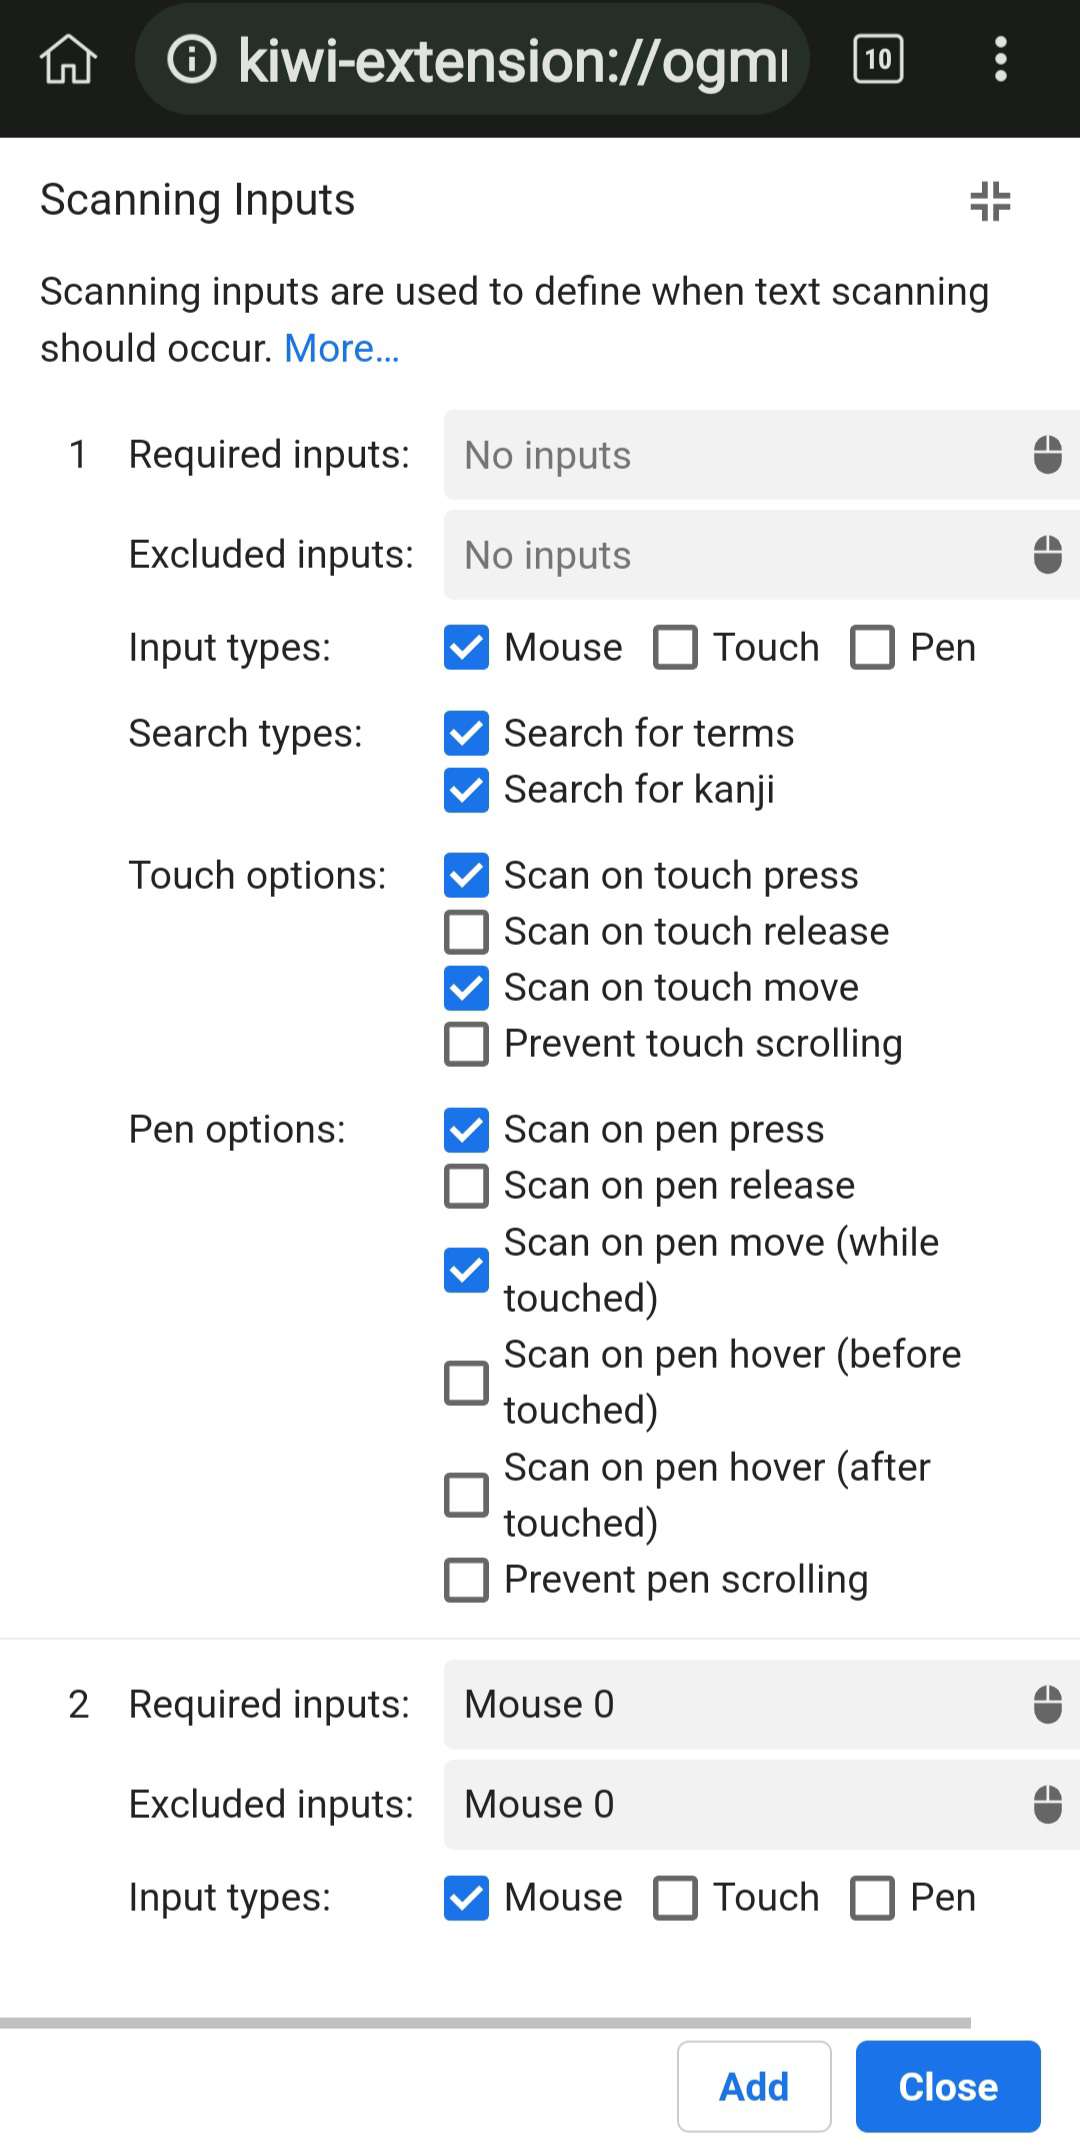 kiwi-extension://ogm
10
Scanning Inputs
Scanning inputs are used to define when text scanning
should occur. More...
1 Required inputs: No inputs
Excluded inputs: No inputs
Input types: Mouse Touch Pen
Search types: Search for terms
Search for kanji
Touch options: Scan on touch press
Scan on touch release
Scan on touch move
Prevent touch scrolling
Pen options: Scan on pen press
Scan on pen release
Scan on pen move (while
touched)
Scan on pen hover (before
touched)
Scan on pen hover (after
touched)
Prevent pen scrolling
2 Required inputs: Mouse 0
Excluded inputs: Mouse 0
Input types: Mouse Touch Pen
Add Close